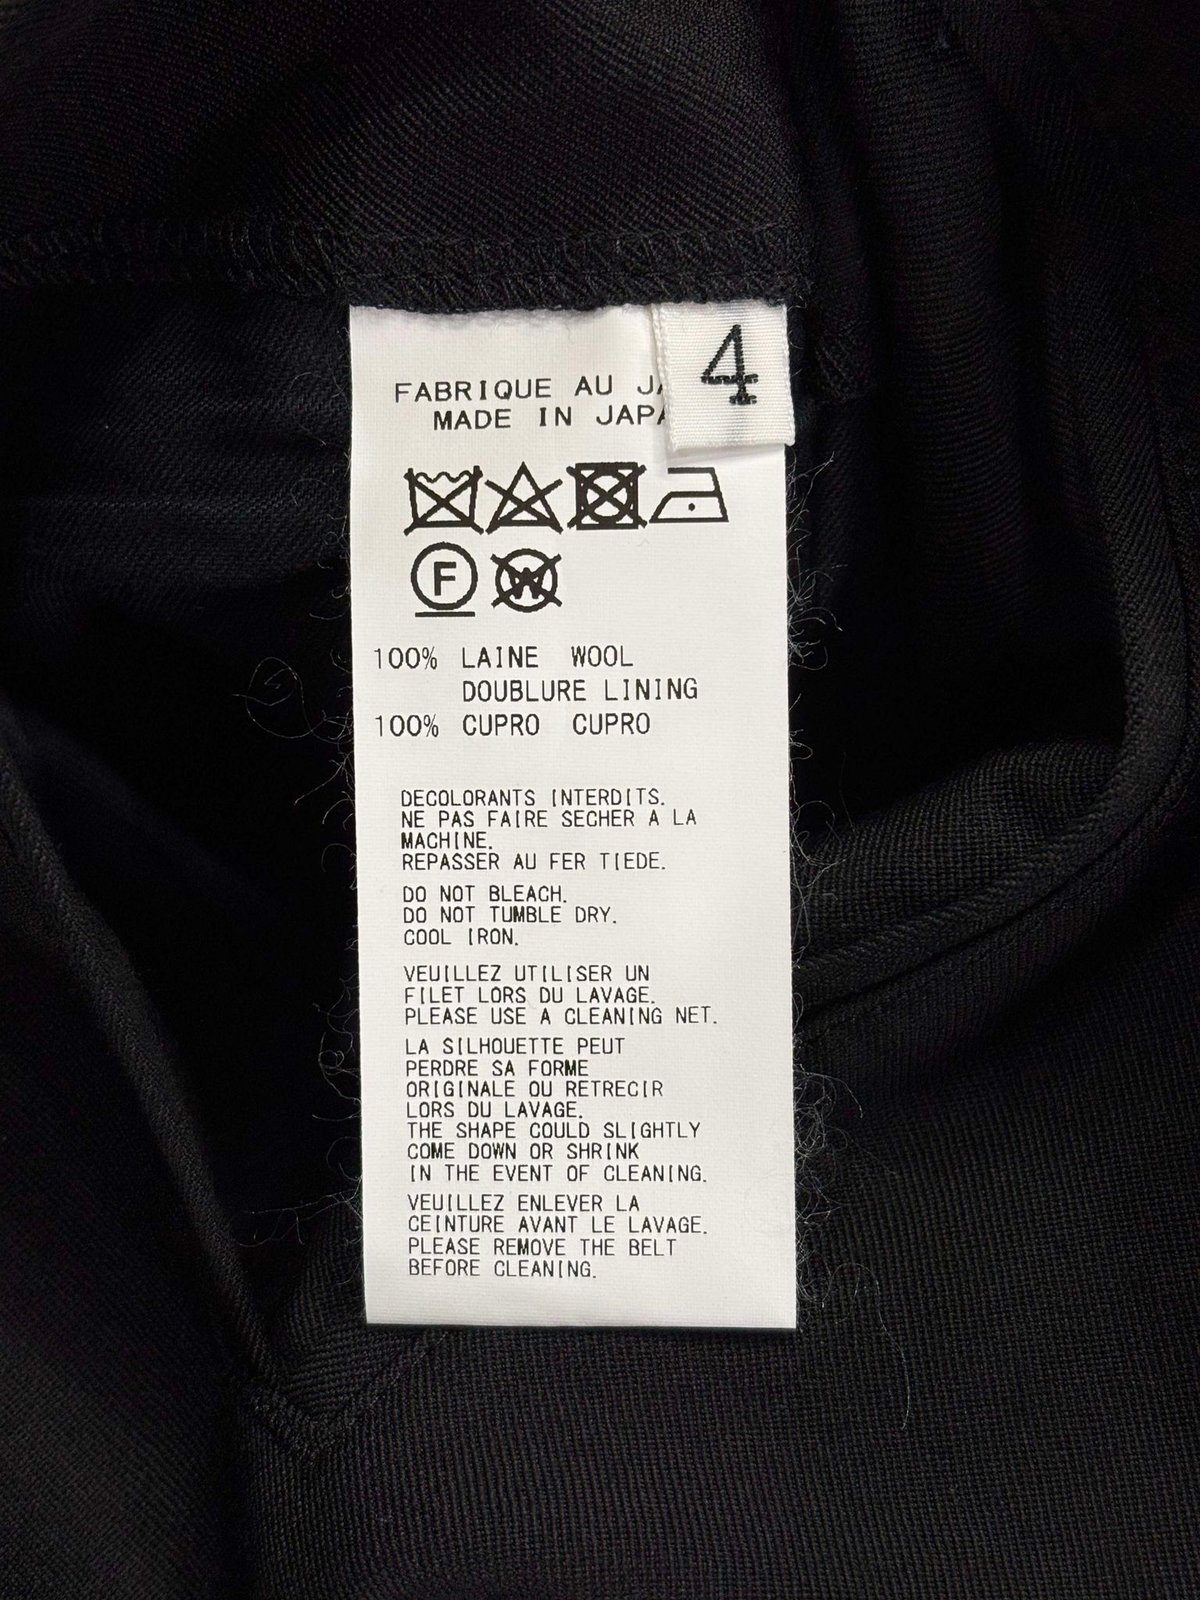 4
FABRIQUE AU
MADE IN
F W
100% LAINE WOOL
DOUBLURE LINING
100% CUPRO CUPRO
DECOLORANTS INTERDITS.
NE PAS FAIRE SECHER A LA
MACHINE.
REPASSER AU FER TIEDE.
DO NOT BLEACH.
DO NOT TUMBLE DRY.
COOL IRON.
VEUILLEZ UTILISER UN
FILET LORS DU LAVAGE.
PLEASE USE A CLEANING NET.
LA SILHOUETTE PEUT
PERDRE SA FORME
ORIGINALE OU RETRECIR
LORS DU LAVAGE.
THE SHAPE COULD SLIGHTLY
COME DOWN OR SHRINK
IN THE EVENT OF CLEANING.
VEUILLEZ ENLEVER LA
CEINTURE AVANT LE LAVAGE.
PLEASE REMOVE THE BELT
BEFORE CLEANING.